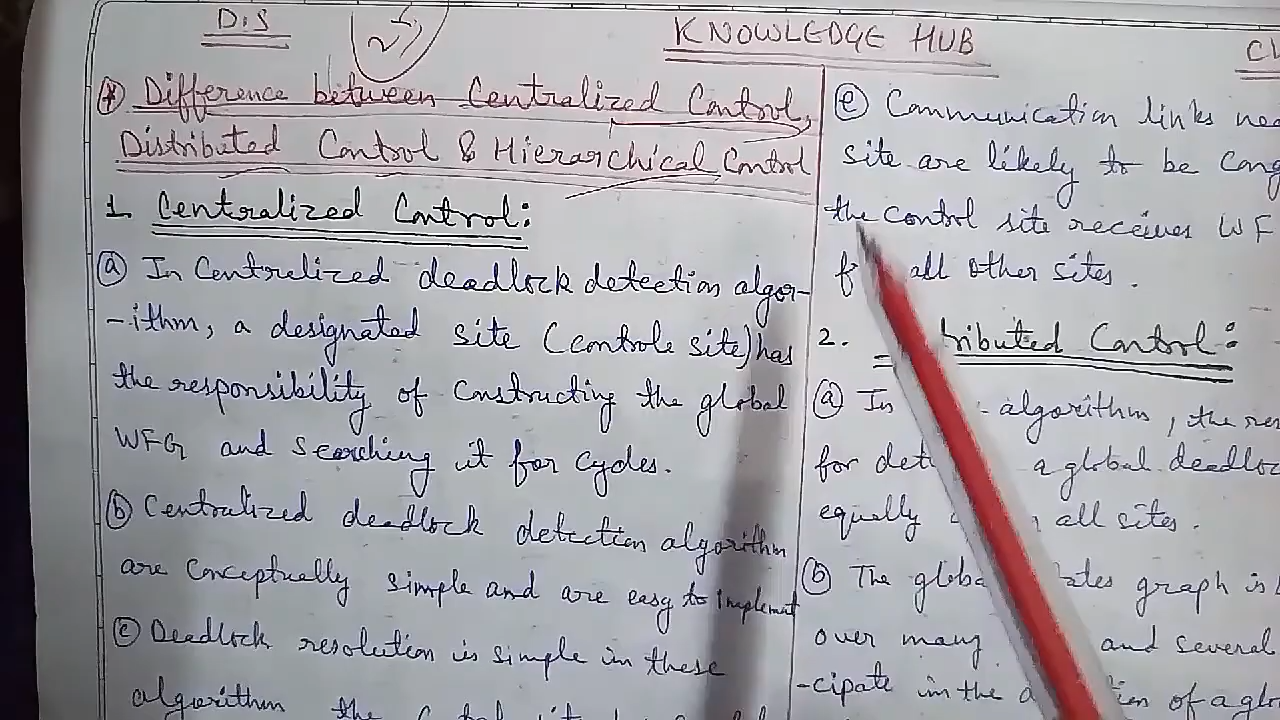 D.S
KNOWLEDGE HUB
* Difference between Centralized Control,
Distributed Control & Hierarchical Control
1. Centralized Control:
(a) In Centralized deadlock detection algor-
-ithm, a designated site (controle site) has
the responsibility of Constructing the global
WFG and Searching it for Cycles.
(b) Centralized deadlock detection algorithm
are Conceptually simple and are easy to implemat
(c) Deadlock resolution is simple in these
algorithm the
(e) Communication links
site are likely to be
the control site receives WF
all other sites.
2. tributed Control:
(a) In algorithm, the
for a global
equally all sites.
(b) The graph is
over many and several
-cipate in the of a